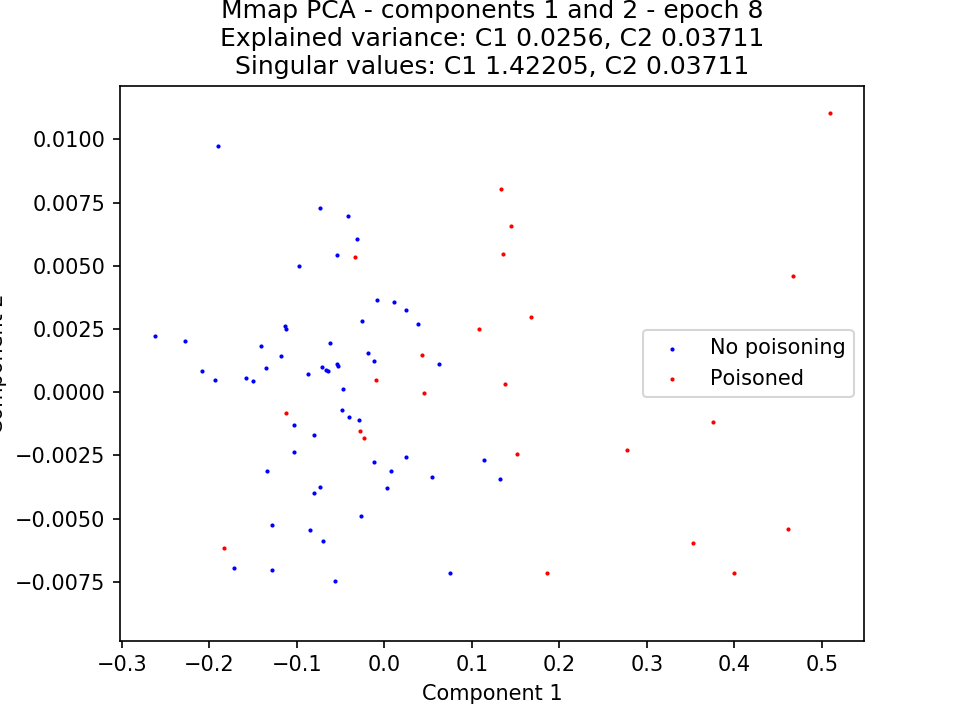 Mmap PCA - components 1 and 2 - epoch 8
Explained variance: C1 0.0256, C2 0.03711
Singular values: C1 1.42205, C2 0.03711
0.0100
0.0075
0.0050
0.0025
0.0000
−0.0025
−0.0050
−0.0075
No poisoning
Poisoned
−0.3 −0.2 −0.1 0.0 0.1 0.2 0.3 0.4 0.5
Component 1